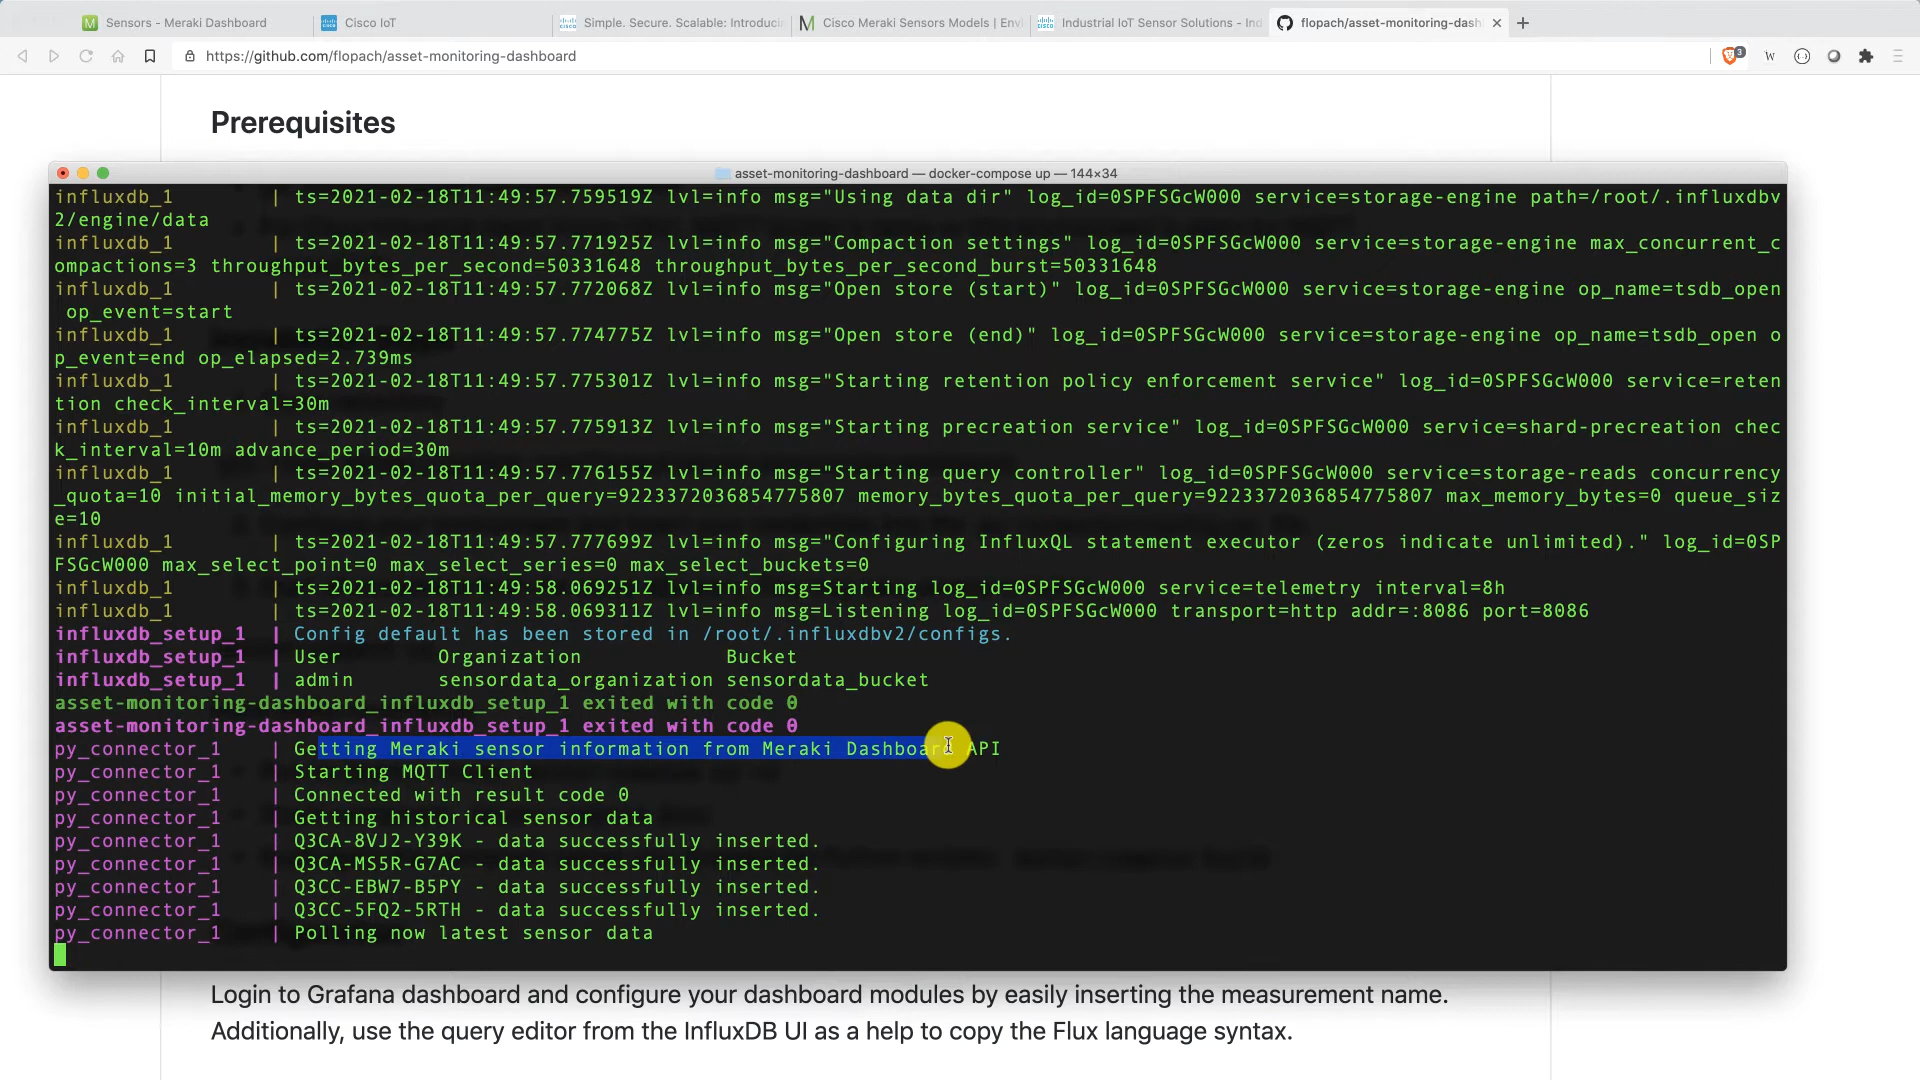 Sensors - Meraki Dashboard
Cisco IoT
Simple. Secure. Scalable: Introducin
Cisco Meraki Sensors Models | Envi
Industrial IoT Sensor Solutions - Ind
flopach/asset-monitoring-dash
https://github.com/flopach/asset-monitoring-dashboard
3
W
Prerequisites
asset-monitoring-dashboard — docker-compose up — 144×34
influxdb_1 | ts=2021-02-18T11:49:57.759519Z lvl=info msg="Using data dir" log_id=0SPFSGcW000 service=storage-engine path=/root/.influxdbv
2/engine/data
influxdb_1 | ts=2021-02-18T11:49:57.771925Z lvl=info msg="Compaction settings" log_id=0SPFSGcW000 service=storage-engine max_concurrent_c
ompactions=3 throughput_bytes_per_second=50331648 throughput_bytes_per_second_burst=50331648
influxdb_1 | ts=2021-02-18T11:49:57.772068Z lvl=info msg="Open store (start)" log_id=0SPFSGcW000 service=storage-engine op_name=tsdb_open
op_event=start
influxdb_1 | ts=2021-02-18T11:49:57.774775Z lvl=info msg="Open store (end)" log_id=0SPFSGcW000 service=storage-engine op_name=tsdb_open o
p_event=end op_elapsed=2.739ms
influxdb_1 | ts=2021-02-18T11:49:57.775301Z lvl=info msg="Starting retention policy enforcement service" log_id=0SPFSGcW000 service=reten
tion check_interval=30m
influxdb_1 | ts=2021-02-18T11:49:57.775913Z lvl=info msg="Starting precreation service" log_id=0SPFSGcW000 service=shard-precreation chec
k_interval=10m advance_period=30m
influxdb_1 | ts=2021-02-18T11:49:57.776155Z lvl=info msg="Starting query controller" log_id=0SPFSGcW000 service=storage-reads concurrency
_quota=10 initial_memory_bytes_quota_per_query=9223372036854775807 memory_bytes_quota_per_query=9223372036854775807 max_memory_bytes=0 queue_siz
e=10
influxdb_1 | ts=2021-02-18T11:49:57.777699Z lvl=info msg="Configuring InfluxQL statement executor (zeros indicate unlimited)." log_id=0SP
FSGcW000 max_select_point=0 max_select_series=0 max_select_buckets=0
influxdb_1 | ts=2021-02-18T11:49:58.069251Z lvl=info msg=Starting log_id=0SPFSGcW000 service=telemetry interval=8h
influxdb_1 | ts=2021-02-18T11:49:58.069311Z lvl=info msg=Listening log_id=0SPFSGcW000 transport=http addr=:8086 port=8086
influxdb_setup_1 | Config default has been stored in /root/.influxdbv2/configs.
influxdb_setup_1 | User Organization Bucket
influxdb_setup_1 | admin sensordata_organization sensordata_bucket
asset-monitoring-dashboard_influxdb_setup_1 exited with code 0
asset-monitoring-dashboard_influxdb_setup_1 exited with code 0
py_connector_1 | Getting Meraki sensor information from Meraki Dashboard API
py_connector_1 | Starting MQTT Client
py_connector_1 | Connected with result code 0
py_connector_1 | Getting historical sensor data
py_connector_1 | Q3CA-8VJ2-Y39K - data successfully inserted.
py_connector_1 | Q3CA-MS5R-G7AC - data successfully inserted.
py_connector_1 | Q3CC-EBW7-B5PY - data successfully inserted.
py_connector_1 | Q3CC-5FQ2-5RTH - data successfully inserted.
py_connector_1 | Polling now latest sensor data
Login to Grafana dashboard and configure your dashboard modules by easily inserting the measurement name.
Additionally, use the query editor from the InfluxDB UI as a help to copy the Flux language syntax.